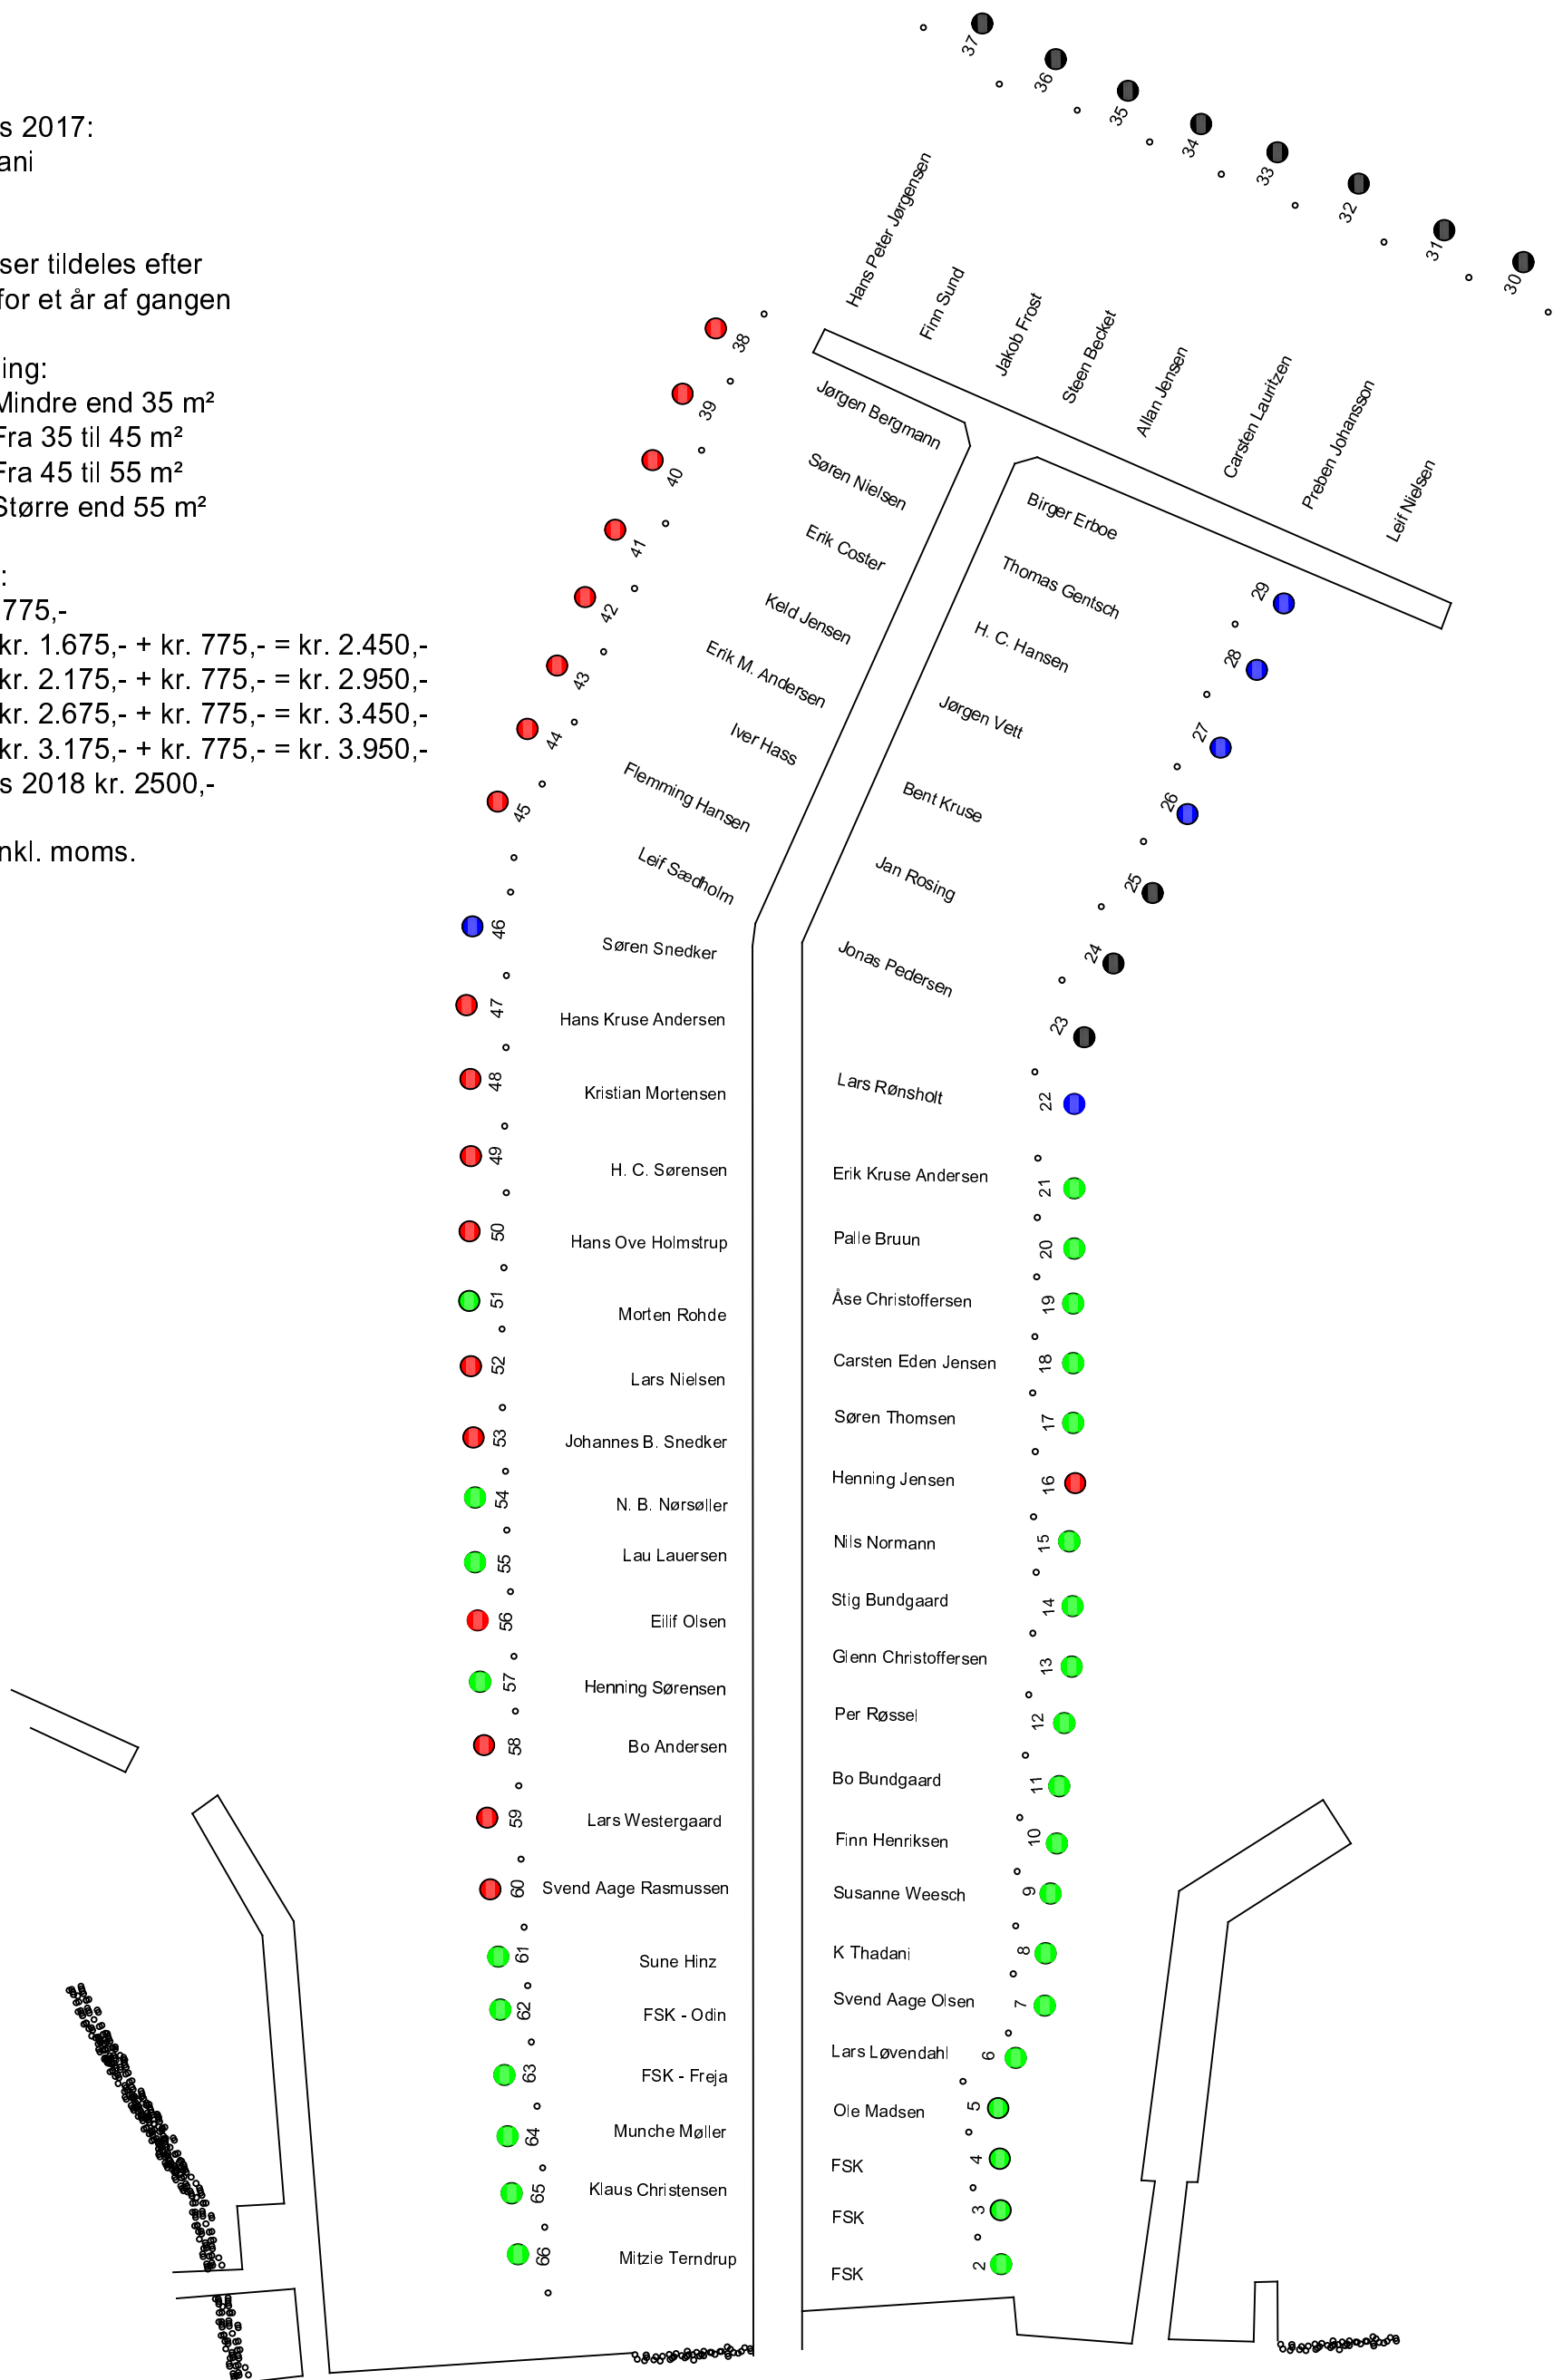 s 2017:
ani
ser tildeles efter
for et år af gangen
ing:
Mindre end 35 m²
Fra 35 til 45 m²
Fra 45 til 55 m²
Større end 55 m²
:
775,-
kr. 1.675,- + kr. 775,- = kr. 2.450,-
kr. 2.175,- + kr. 775,- = kr. 2.950,-
kr. 2.675,- + kr. 775,- = kr. 3.450,-
kr. 3.175,- + kr. 775,- = kr. 3.950,-
s 2018 kr. 2500,-
nkl. moms.
37
36
35
34
33
32
31
30
Hans Peter Jørgensen
Finn Sund
Jakob Frost
Steen Becket
Allan Jensen
Carsten Lauritzen
Preben Johansson
Leif Nielsen
38
Jørgen Bergmann
39
Søren Nielsen
40
Erik Coster
41
Keld Jensen
42
Erik M. Andersen
43
Iver Hass
44
Flemming Hansen
45
Leif Sædholm
46
Søren Snedker
47
Hans Kruse Andersen
48
Kristian Mortensen
49
H. C. Sørensen
50
Hans Ove Holmstrup
51
Morten Rohde
52
Lars Nielsen
53
Johannes B. Snedker
54
N. B. Nørsøller
55
Lau Lauersen
56
Eilif Olsen
57
Henning Sørensen
58
Bo Andersen
59
Lars Westergaard
60
Svend Aage Rasmussen
61
Sune Hinz
62
FSK - Odin
63
FSK - Freja
64
Munche Møller
65
Klaus Christensen
66
Mitzie Terndrup
Birger Erboe
29
Thomas Gentsch
28
H. C. Hansen
27
Jørgen Vett
26
Bent Kruse
25
Jan Rosing
24
Jonas Pedersen
23
Lars Rønsholt
22
Erik Kruse Andersen
21
Palle Bruun
20
Åse Christoffersen
19
Carsten Eden Jensen
18
Søren Thomsen
17
Henning Jensen
16
Nils Normann
15
Stig Bundgaard
14
Glenn Christoffersen
13
Per Røssel
12
Bo Bundgaard
11
Finn Henriksen
10
Susanne Weesch
9
K Thadani
8
Svend Aage Olsen
7
Lars Løvendahl
6
Ole Madsen
5
FSK
4
FSK
3
FSK
2